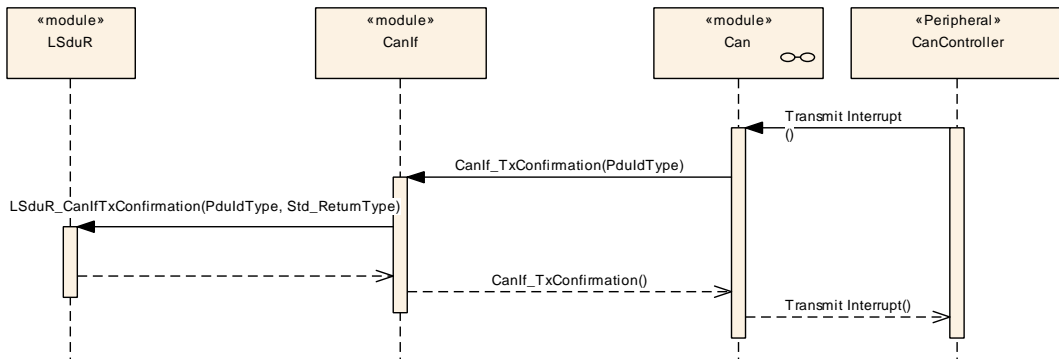 «module»
LSduR
«module»
CanIf
«module»
Can
«Peripheral»
CanController
Transmit Interrupt
()
CanIf_TxConfirmation(PduIdType)
LSduR_CanIfTxConfirmation(PduIdType, Std_ReturnType)
CanIf_TxConfirmation()
Transmit Interrupt()